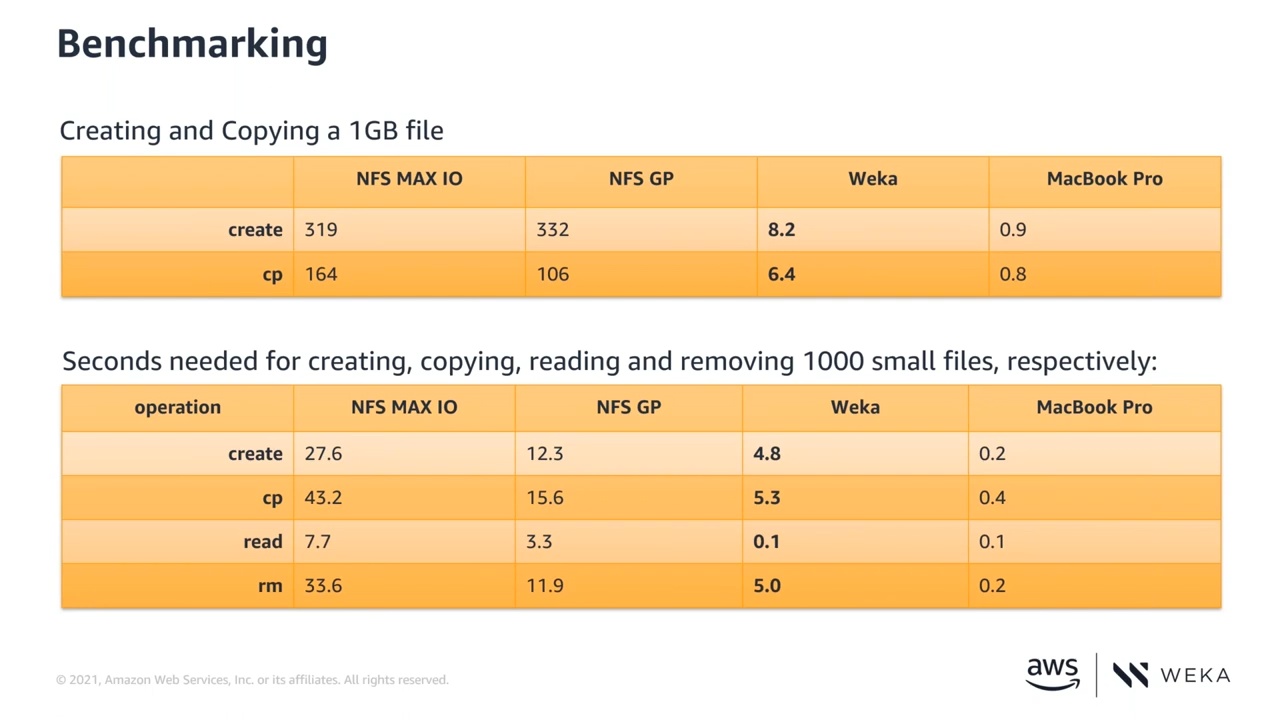 Benchmarking
Creating and Copying a 1GB file
NFS MAX IO NFS GP Weka MacBook Pro
create 319 332 8.2 0.9
cp 164 106 6.4 0.8
Seconds needed for creating, copying, reading and removing 1000 small files, respectively:
operation NFS MAX IO NFS GP Weka MacBook Pro
create 27.6 12.3 4.8 0.2
cp 43.2 15.6 5.3 0.4
read 7.7 3.3 0.1 0.1
rm 33.6 11.9 5.0 0.2
© 2021, Amazon Web Services, Inc. or its affiliates. All rights reserved.
aws WEKA